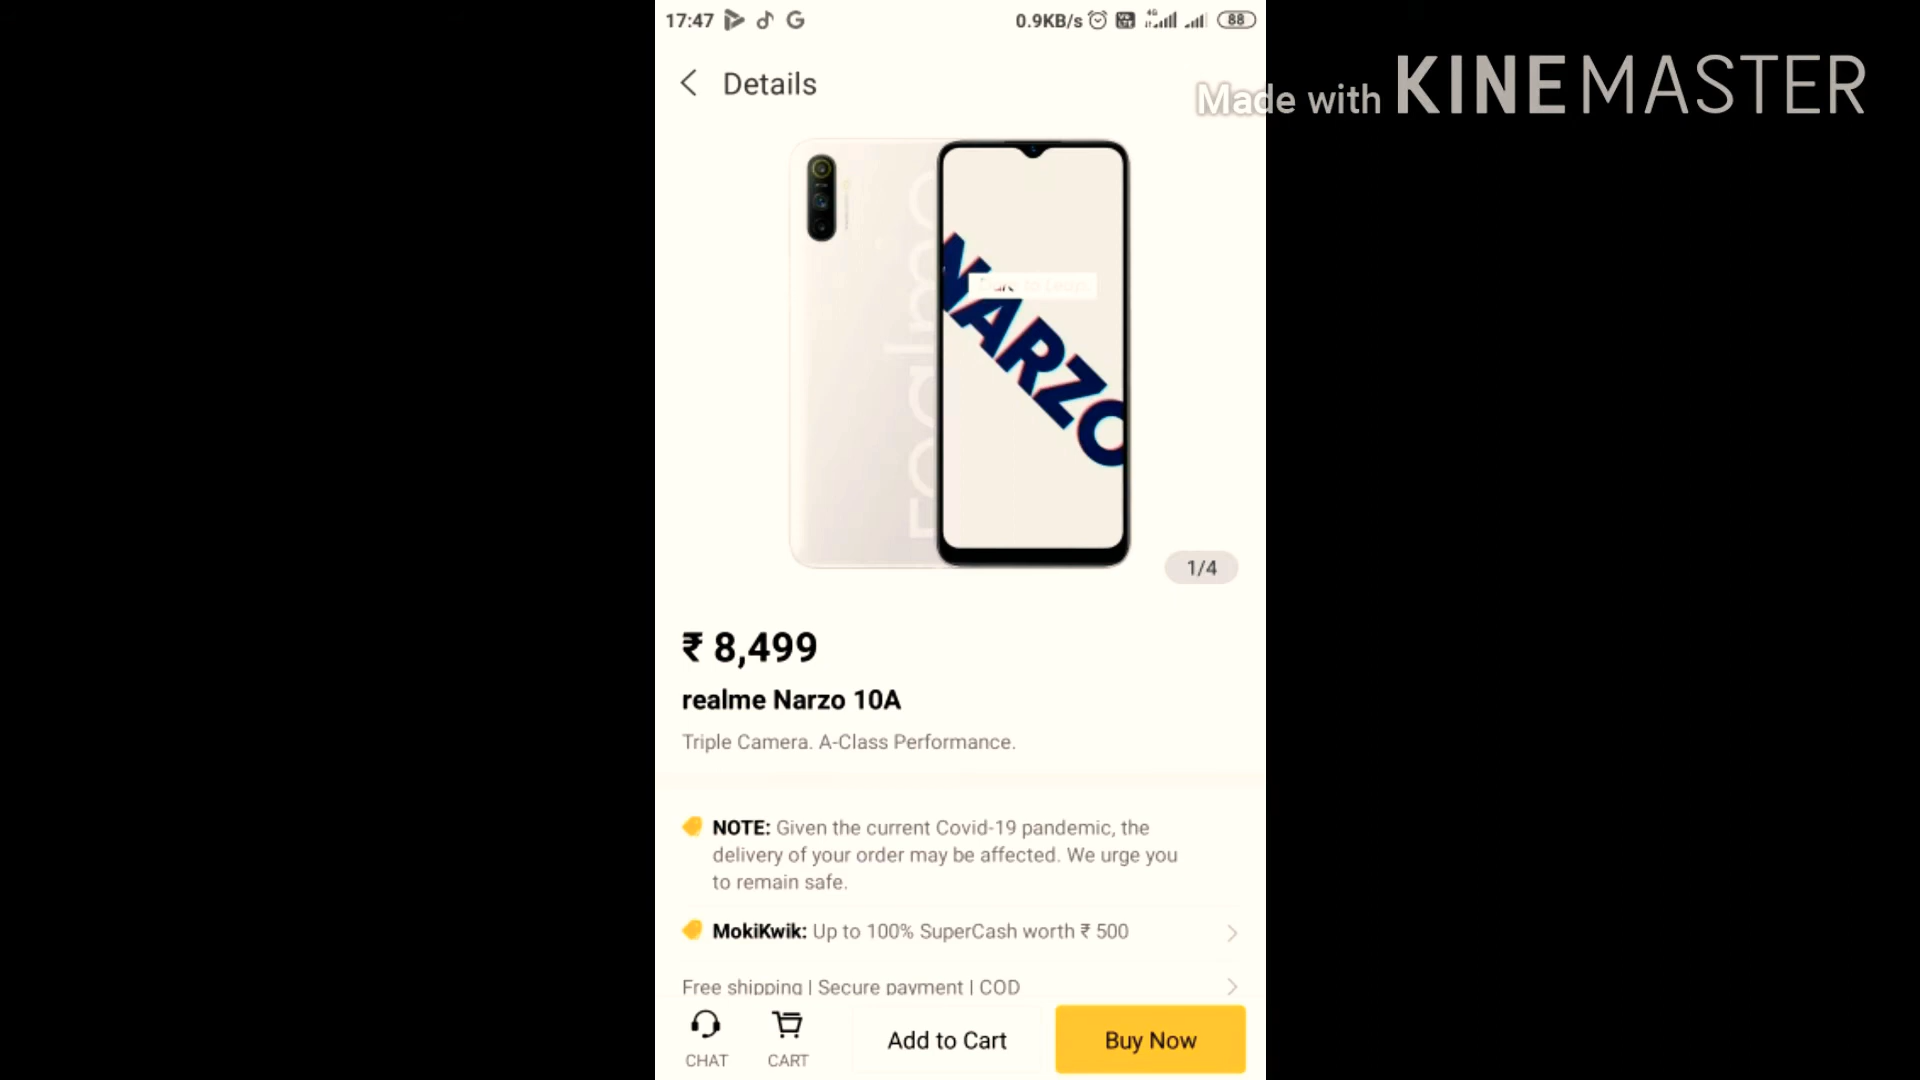 17:47
0.9KB/s
4G
88
Details
Made with KINEMASTER
realme
NARZO
1/4
₹ 8,499
realme Narzo 10A
Triple Camera. A-Class Performance.
NOTE: Given the current Covid-19 pandemic, the
delivery of your order may be affected. We urge you
to remain safe.
MokiKwik: Up to 100% SuperCash worth ₹ 500
Free shipping | Secure payment | COD
CHAT
CART
Add to Cart
Buy Now